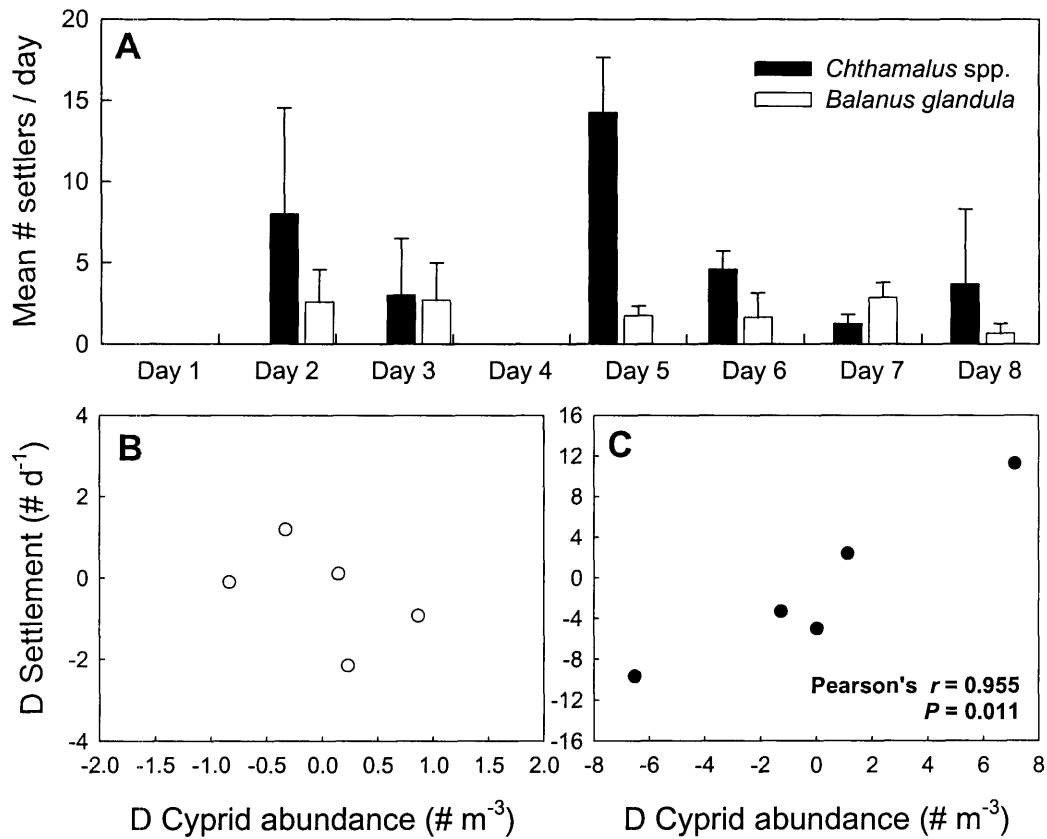 A
20
15
10
5
0
Mean # settlers / day
Chthamalus spp.
Balanus glandula
Day 1 Day 2 Day 3 Day 4 Day 5 Day 6 Day 7 Day 8
B
4
2
0
-2
-4
D Settlement (# d-1)
-2.0 -1.5 -1.0 -0.5 0.0 0.5 1.0 1.5 2.0
D Cyprid abundance (# m-3)
C
16
12
8
4
0
-4
-8
-12
-16
Pearson's r = 0.955
P = 0.011
-8 -6 -4 -2 0 2 4 6 8
D Cyprid abundance (# m-3)